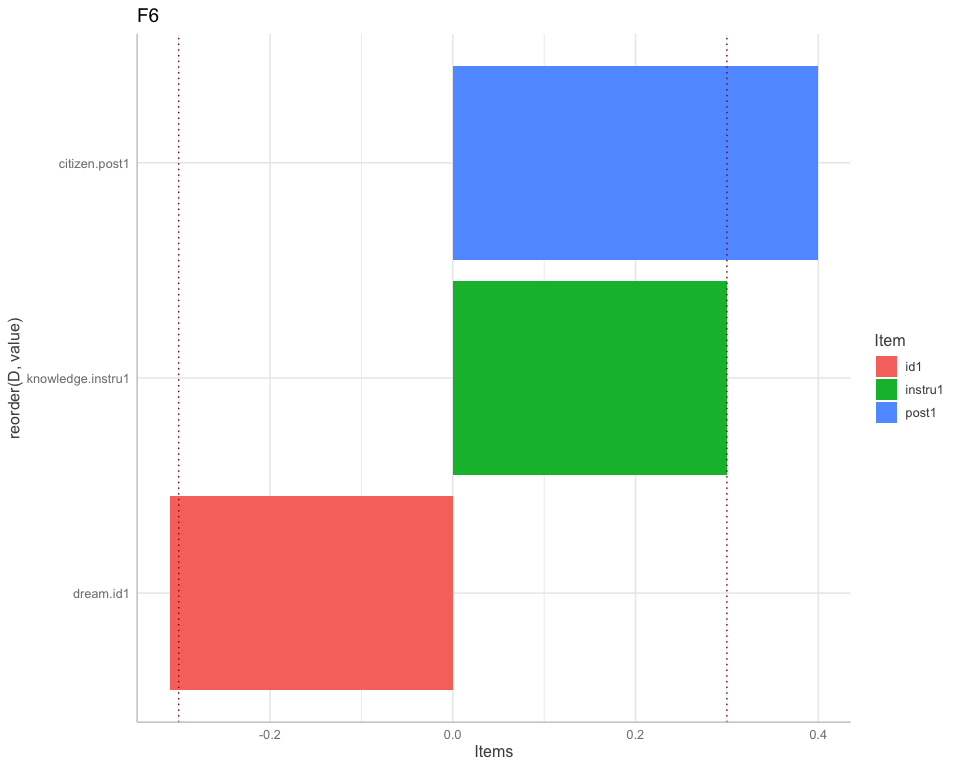 F6
reorder(D, value)
citizen.post1
knowledge.instru1
dream.id1
-0.2
0.0
0.2
0.4
Items
Item
id1
instru1
post1